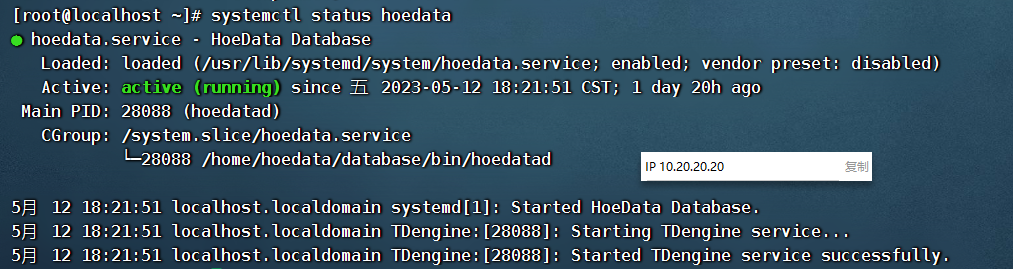 [root@localhost ~]# systemctl status hoedata
● hoedata.service - HoeData Database
Loaded: loaded (/usr/lib/systemd/system/hoedata.service; enabled; vendor preset: disabled)
Active: active (running) since 五 2023-05-12 18:21:51 CST; 1 day 20h ago
Main PID: 28088 (hoedatad)
CGroup: /system.slice/hoedata.service
└─28088 /home/hoedata/database/bin/hoedatad
IP 10.20.20.20 复制
5月 12 18:21:51 localhost.localdomain systemd[1]: Started HoeData Database.
5月 12 18:21:51 localhost.localdomain TDengine:[28088]: Starting TDengine service...
5月 12 18:21:51 localhost.localdomain TDengine:[28088]: Started TDengine service successfully.